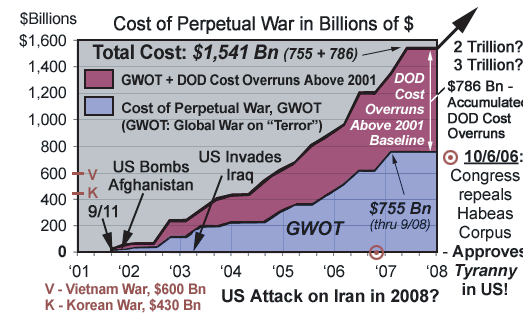 $Billions
Cost of Perpetual War in Billions of $
$1,600
1,400
1,200
1,000
800
600
400
200
0
Total Cost: $1,541 Bn (755 + 786)
GWOT + DOD Cost Overruns Above 2001
Cost of Perpetual War, GWOT
(GWOT: Global War on “Terror”)
V
K
9/11
US Bombs
Afghanistan
US Invades
Iraq
DOD
Cost
Overruns
Above 2001
Baseline
GWOT
$755 Bn
(thru 9/08)
2 Trillion?
3 Trillion?
$786 Bn -
Accumulated
DOD Cost
Overruns
10/6/06:
Congress
repeals
Habeas
Corpus
- Approves
Tyranny
in US!
'01 '02 '03 '04 '05 '06 '07 '08
V - Vietnam War, $600 Bn
K - Korean War, $430 Bn
US Attack on Iran in 2008?